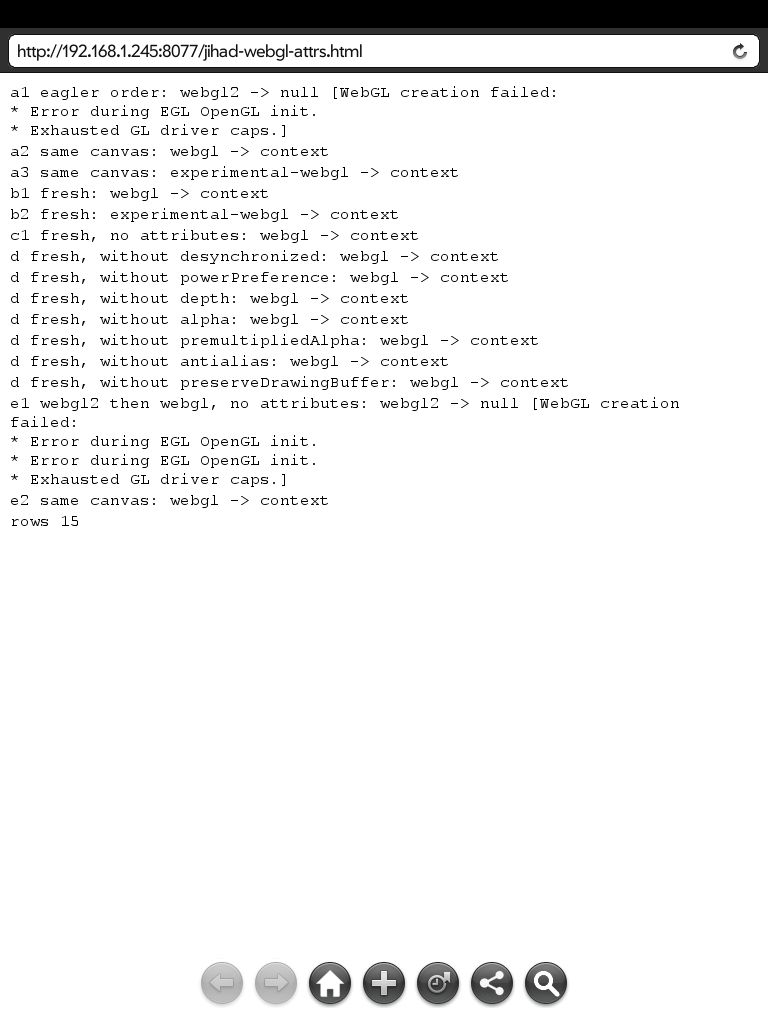 http://192.168.1.245:8077/jihad-webgl-attrs.html
a1 eagler order: webgl2 -> null [WebGL creation failed:
* Error during EGL OpenGL init.
* Exhausted GL driver caps.]
a2 same canvas: webgl -> context
a3 same canvas: experimental-webgl -> context
b1 fresh: webgl -> context
b2 fresh: experimental-webgl -> context
c1 fresh, no attributes: webgl -> context
d fresh, without desynchronized: webgl -> context
d fresh, without powerPreference: webgl -> context
d fresh, without depth: webgl -> context
d fresh, without alpha: webgl -> context
d fresh, without premultipliedAlpha: webgl -> context
d fresh, without antialias: webgl -> context
d fresh, without preserveDrawingBuffer: webgl -> context
e1 webgl2 then webgl, no attributes: webgl2 -> null [WebGL creation
failed:
* Error during EGL OpenGL init.
* Error during EGL OpenGL init.
* Exhausted GL driver caps.]
e2 same canvas: webgl -> context
rows 15